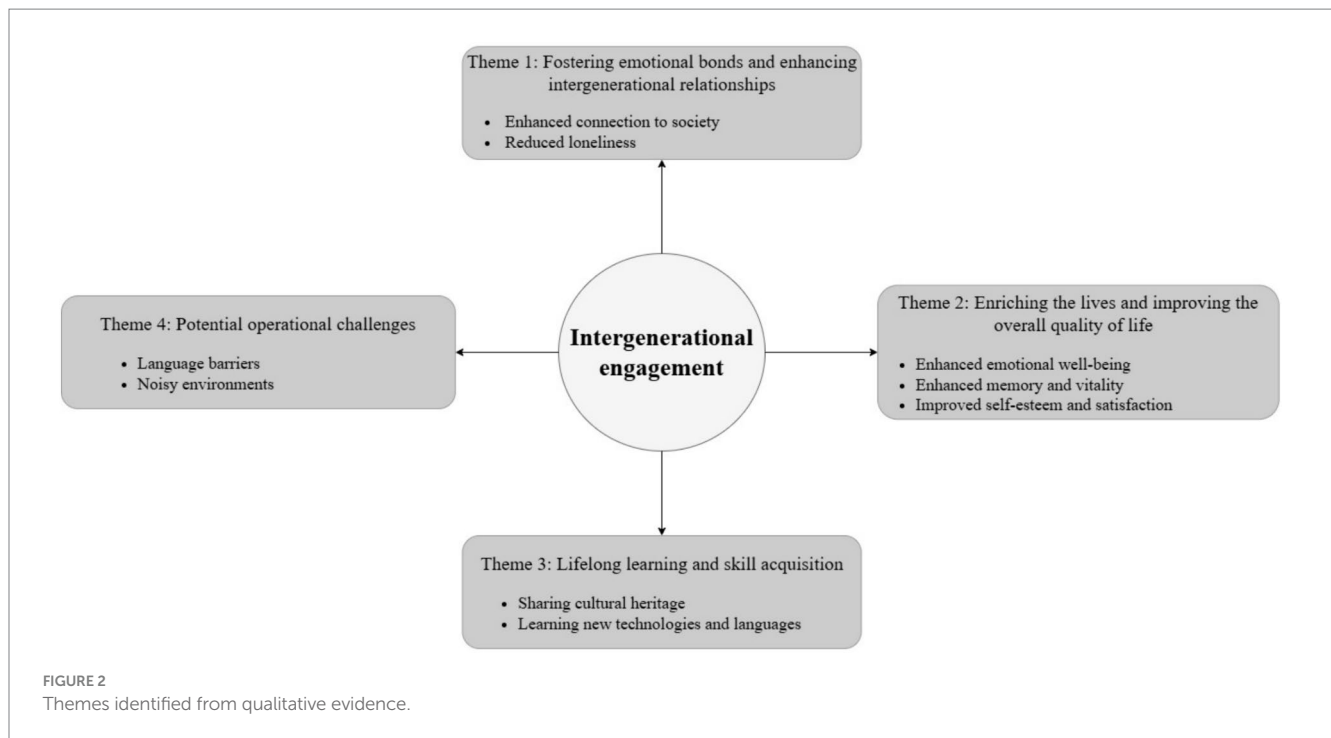 Theme 1: Fostering emotional bonds and enhancing
intergenerational relationships
• Enhanced connection to society
• Reduced loneliness
Theme 4: Potential operational challenges
• Language barriers
• Noisy environments
Intergenerational
engagement
Theme 2: Enriching the lives and improving the
overall quality of life
• Enhanced emotional well-being
• Enhanced memory and vitality
• Improved self-esteem and satisfaction
Theme 3: Lifelong learning and skill acquisition
• Sharing cultural heritage
• Learning new technologies and languages
FIGURE 2
Themes identified from qualitative evidence.